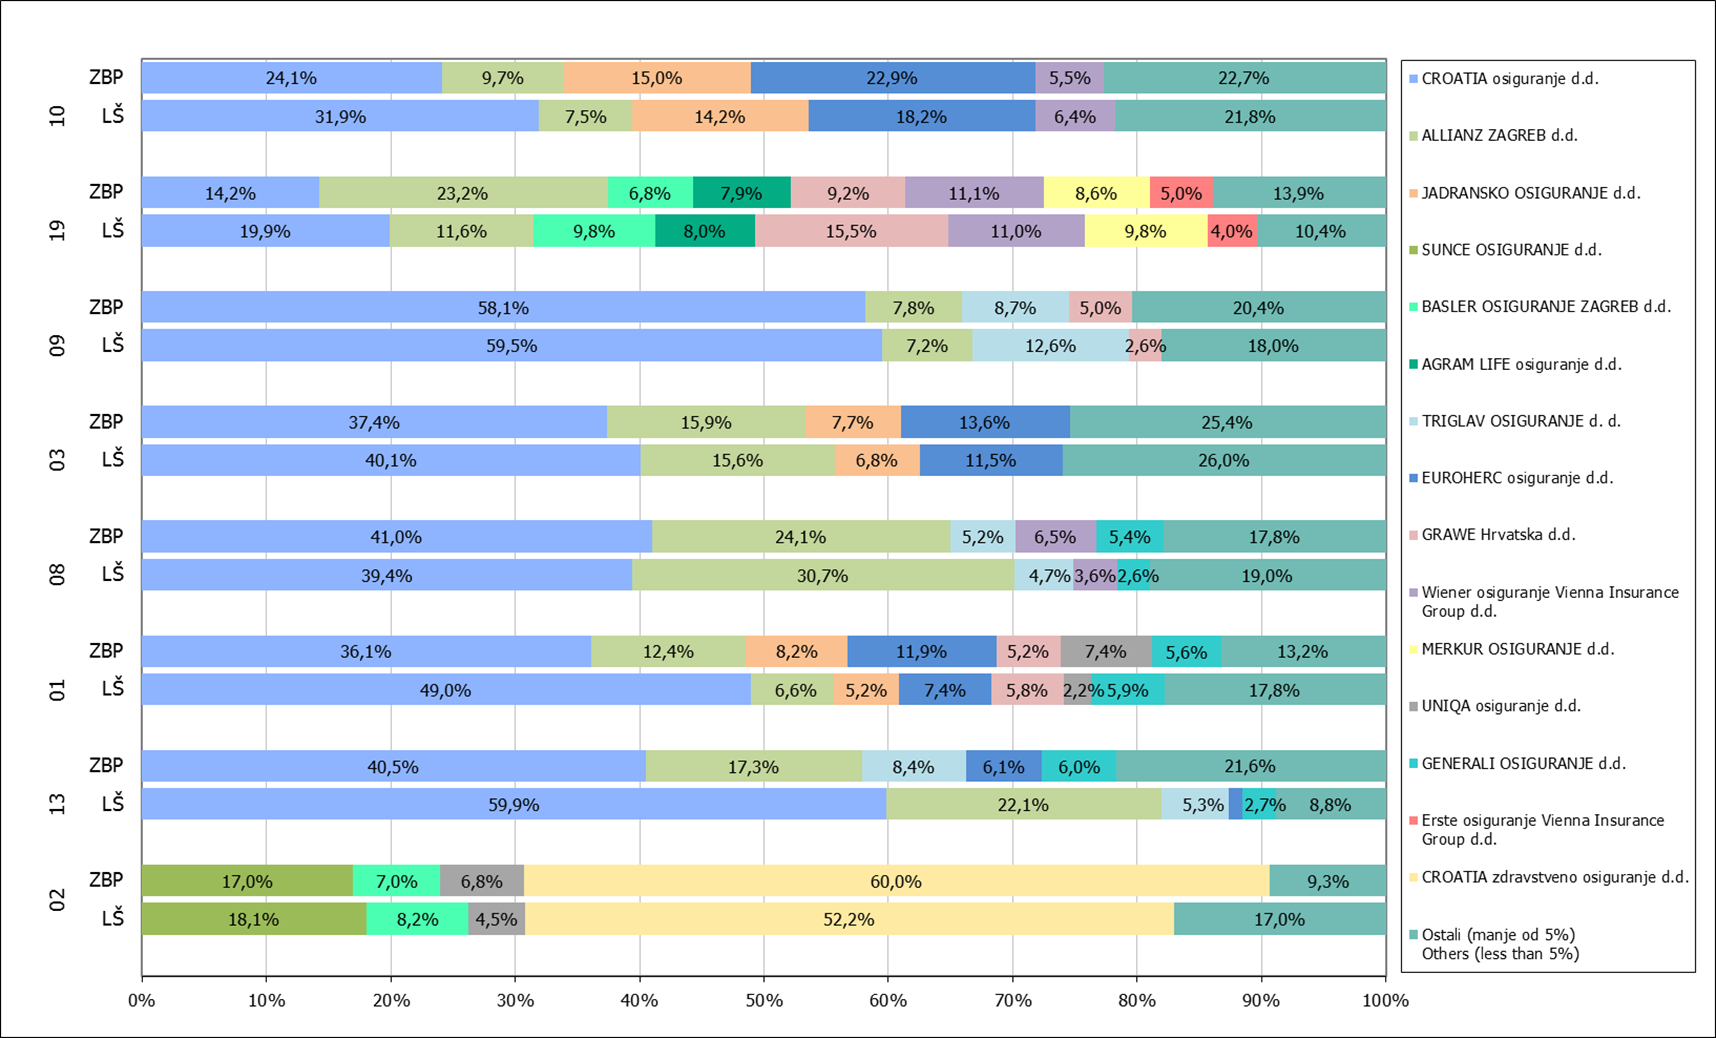 10
ZBP
24,1% 9,7% 15,0% 22,9% 5,5% 22,7%
LŠ
31,9% 7,5% 14,2% 18,2% 6,4% 21,8%
19
ZBP
14,2% 23,2% 6,8% 7,9% 9,2% 11,1% 8,6% 5,0% 13,9%
LŠ
19,9% 11,6% 9,8% 8,0% 15,5% 11,0% 9,8% 4,0% 10,4%
09
ZBP
58,1% 7,8% 8,7% 5,0% 20,4%
LŠ
59,5% 7,2% 12,6% 2,6% 18,0%
03
ZBP
37,4% 15,9% 7,7% 13,6% 25,4%
LŠ
40,1% 15,6% 6,8% 11,5% 26,0%
08
ZBP
41,0% 24,1% 5,2% 6,5% 5,4% 17,8%
LŠ
39,4% 30,7% 4,7% 3,6% 2,6% 19,0%
01
ZBP
36,1% 12,4% 8,2% 11,9% 5,2% 7,4% 5,6% 13,2%
LŠ
49,0% 6,6% 5,2% 7,4% 5,8% 2,2% 5,9% 17,8%
13
ZBP
40,5% 17,3% 8,4% 6,1% 6,0% 21,6%
LŠ
59,9% 22,1% 5,3% 2,7% 8,8%
02
ZBP
17,0% 7,0% 6,8% 60,0% 9,3%
LŠ
18,1% 8,2% 4,5% 52,2% 17,0%
0% 10% 20% 30% 40% 50% 60% 70% 80% 90% 100%
CROATIA osiguranje d.d.
ALLIANZ ZAGREB d.d.
JADRANSKO OSIGURANJE d.d.
SUNCE OSIGURANJE d.d.
BASLER OSIGURANJE ZAGREB d.d.
AGRAM LIFE osiguranje d.d.
TRIGLAV OSIGURANJE d. d.
EUROHERC osiguranje d.d.
GRAWE Hrvatska d.d.
Wiener osiguranje Vienna Insurance
Group d.d.
MERKUR OSIGURANJE d.d.
UNIQA osiguranje d.d.
GENERALI OSIGURANJE d.d.
Erste osiguranje Vienna Insurance
Group d.d.
CROATIA zdravstveno osiguranje d.d.
Ostali (manje od 5%)
Others (less than 5%)